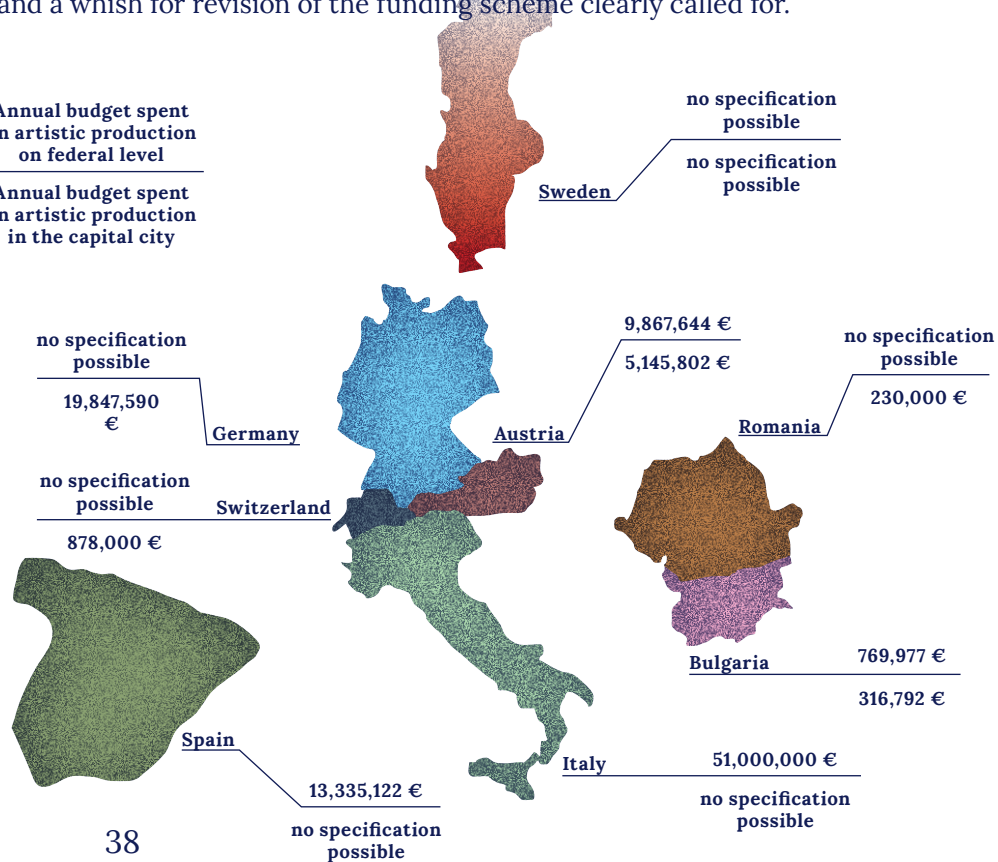 and a whish for revision of the funding scheme clearly called for.
Annual budget spent
on artistic production
on federal level
Annual budget spent
on artistic production
in the capital city
no specification
possible
no specification
possible
Sweden
no specification
possible
19,847,590
€
Germany
9,867,644 €
5,145,802 €
Austria
no specification
possible
230,000 €
Romania
no specification
possible
Switzerland
878,000 €
Bulgaria
769,977 €
316,792 €
Spain
13,335,122 €
no specification
possible
Italy
51,000,000 €
no specification
possible
38